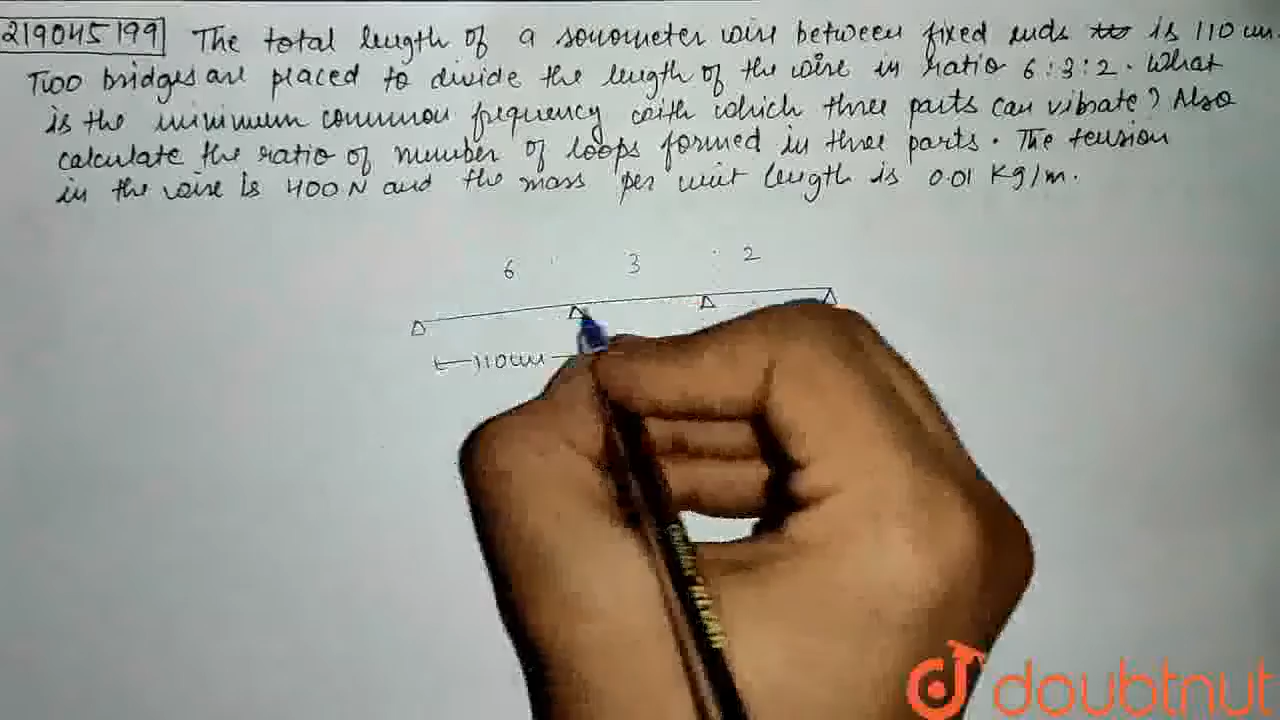 219045199 The total length of a sonometer wire between fixed ends is 110 cm.
Two bridges are placed to divide the length of the wire in ratio 6:3:2. What
is the minimum common frequency with which three parts can vibrate? Also
calculate the ratio of number of loops formed in three parts. The tension
in the wire is 400 N and the mass per unit length is 0.01 Kg/m.
6 : 3 : 2
110cm
doubtnut